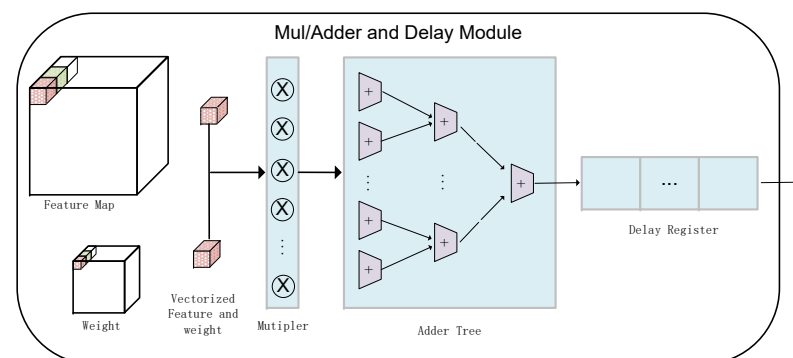 Mul/Adder and Delay Module
Feature Map
Weight
Vectorized
Feature and
weight
X
X
X
X
⋮
X
Mutipler
+
+
...
+
+
+
...
+
+
Adder Tree
...
Delay Register